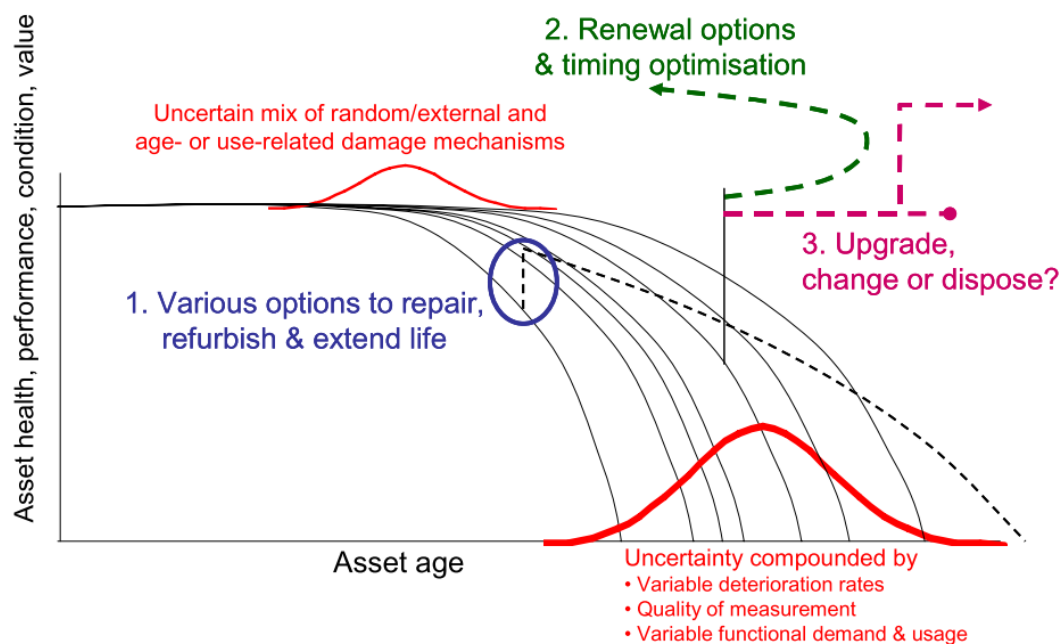 2. Renewal options
& timing optimisation
Uncertain mix of random/external and
age- or use-related damage mechanisms
Asset health, performance, condition, value
3. Upgrade,
change or dispose?
1. Various options to repair,
refurbish & extend life
Asset age
Uncertainty compounded by
• Variable deterioration rates
• Quality of measurement
• Variable functional demand & usage